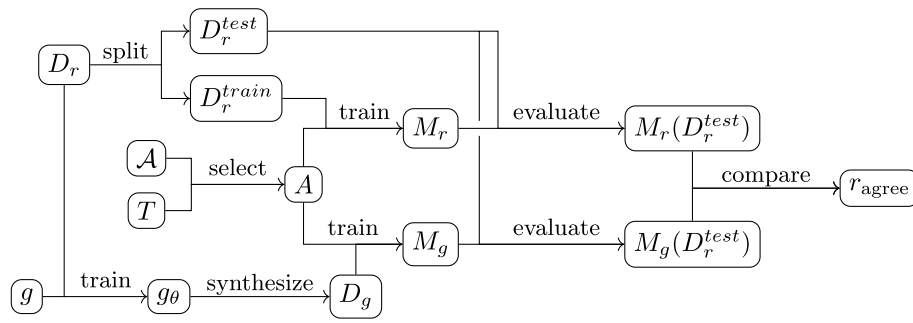 D_r^{test}
D_r
split
D_r^{train}
train
M_r
evaluate
M_r(D_r^{test})
𝒜
select
A
compare
r_agree
T
train
M_g
evaluate
M_g(D_r^{test})
g
train
g_θ
synthesize
D_g